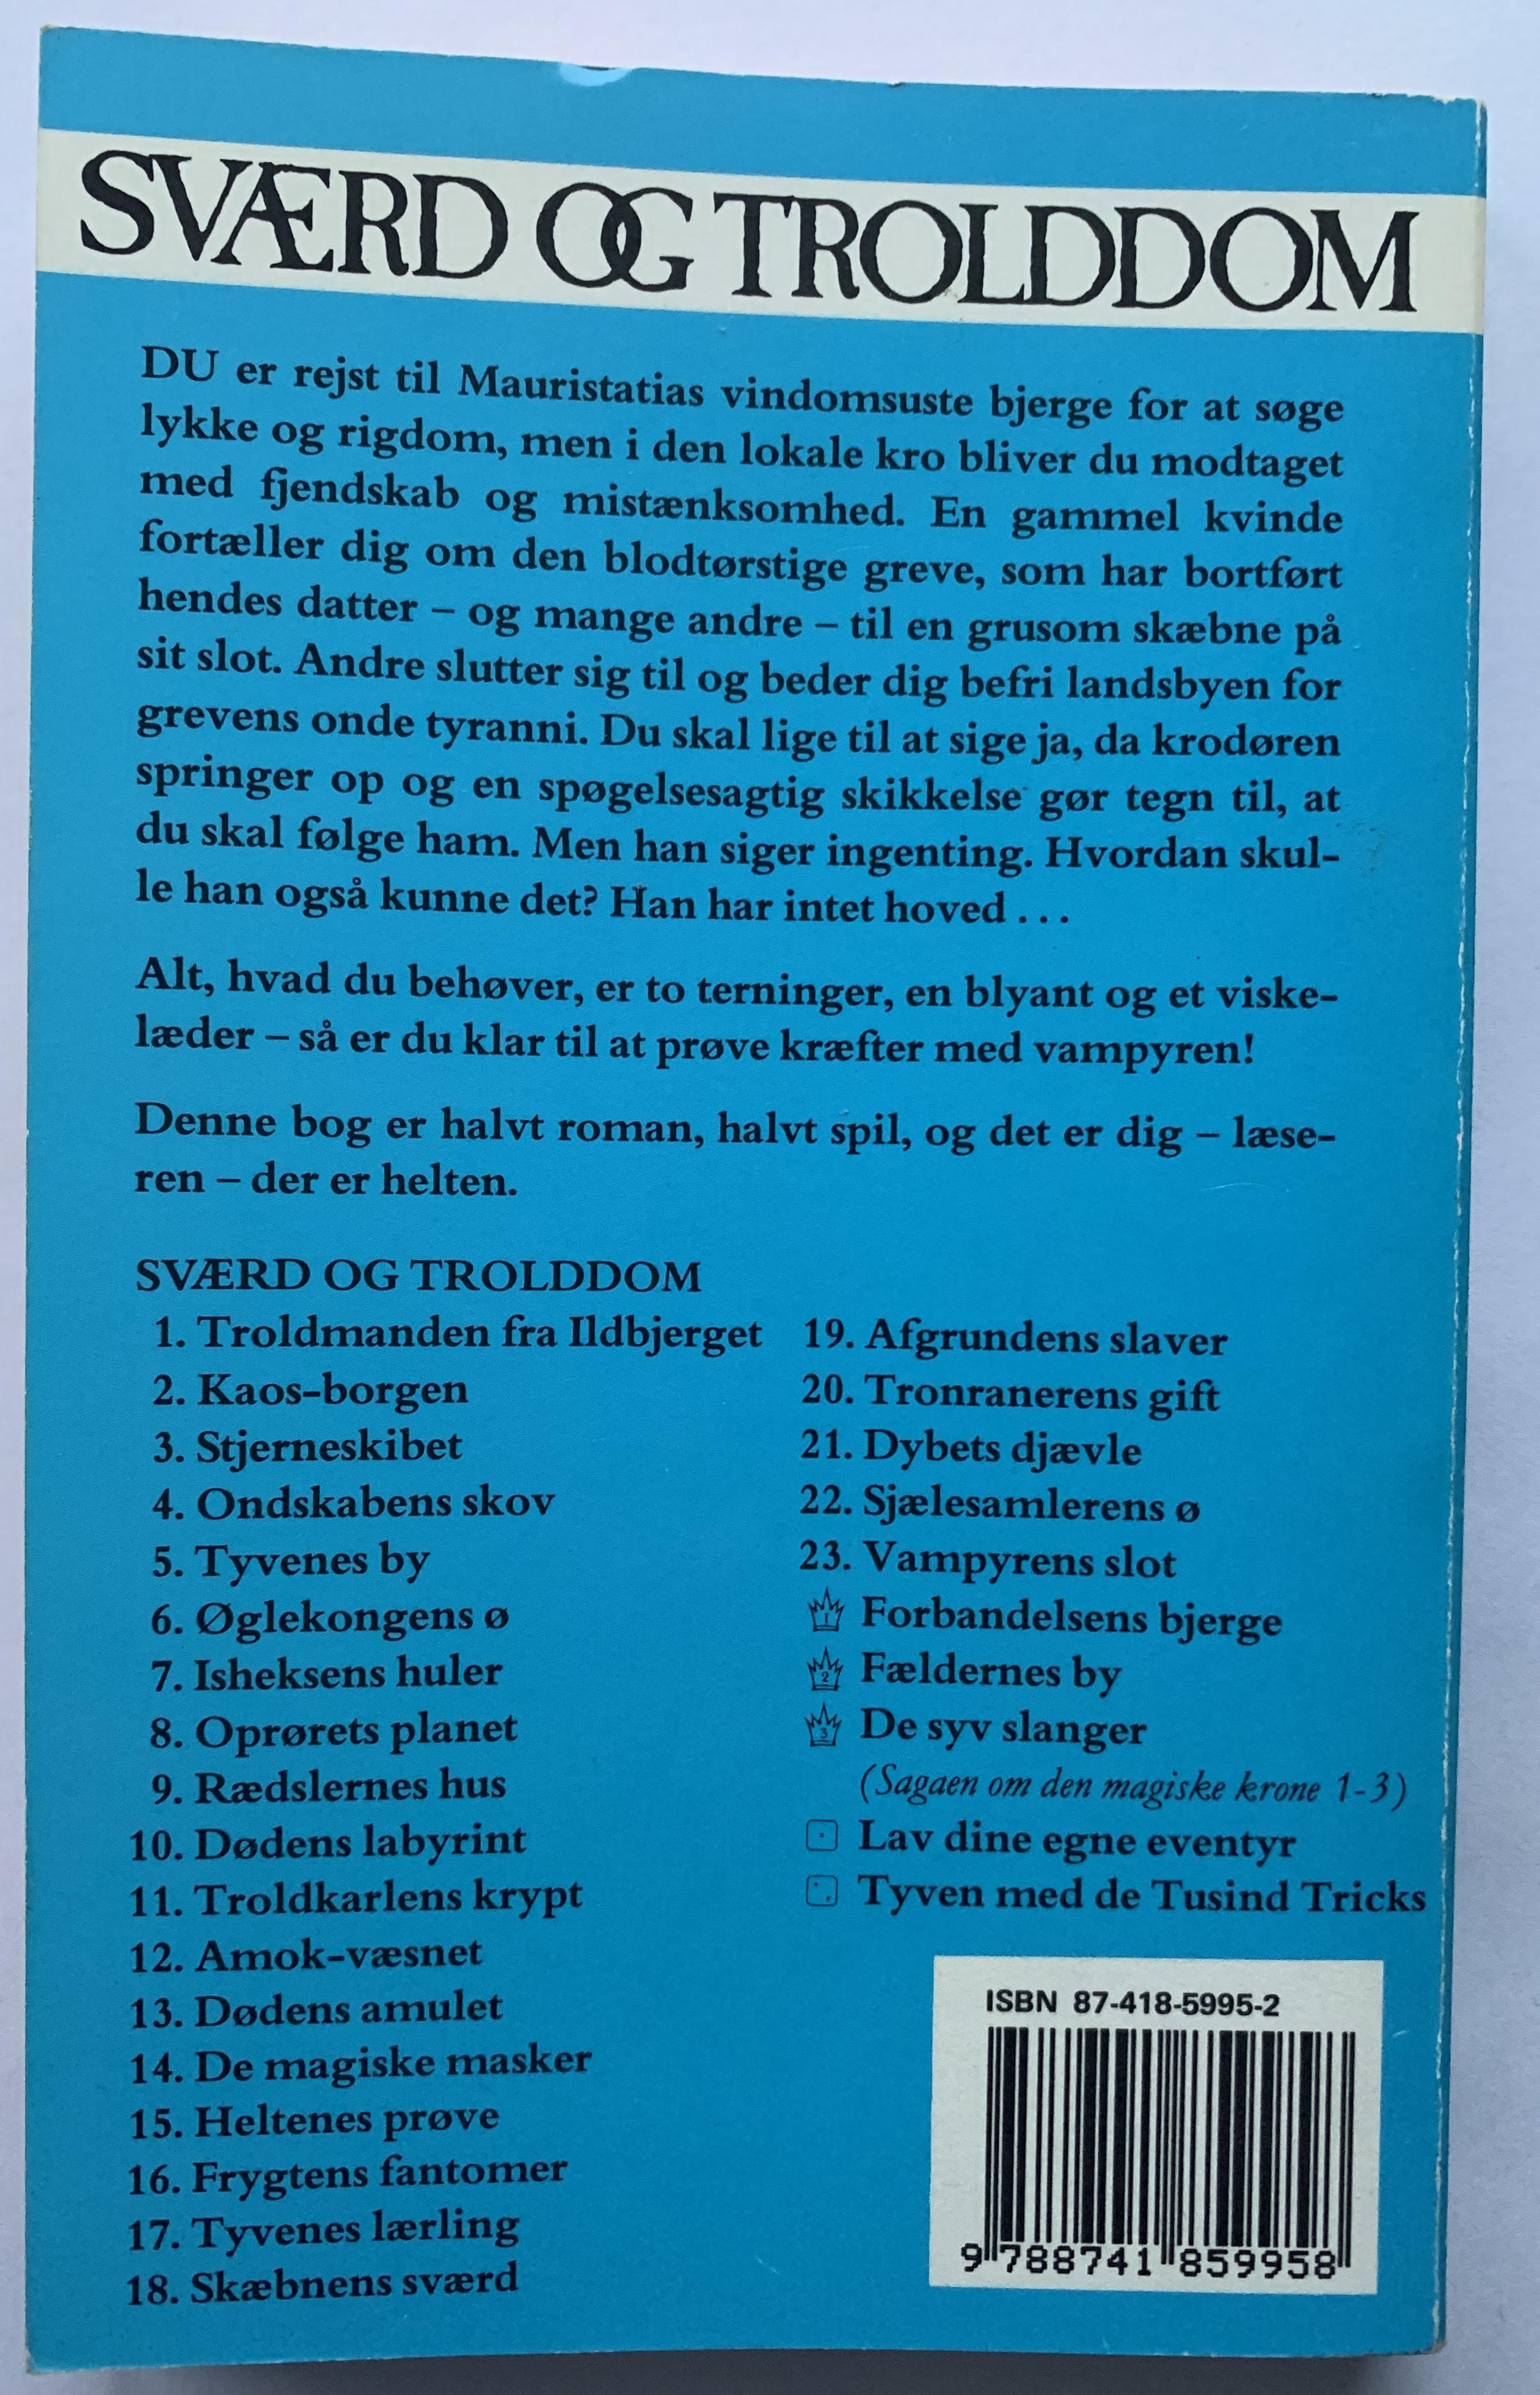 SVÆRD OG TROLDDOM
DU er rejst til Mauristatias vindomsuste bjerge for at søge
lykke og rigdom, men i den lokale kro bliver du modtaget
med fjendskab og mistænksomhed. En gammel kvinde
fortæller dig om den blodtørstige greve, som har bortført
hendes datter – og mange andre – til en grusom skæbne på
sit slot. Andre slutter sig til og beder dig befri landsbyen for
grevens onde tyranni. Du skal lige til at sige ja, da krodøren
springer op og en spøgelsesagtig skikkelse gør tegn til, at
du skal følge ham. Men han siger ingenting. Hvordan skul-
le han også kunne det? Han har intet hoved . . .
Alt, hvad du behøver, er to terninger, en blyant og et viske-
læder – så er du klar til at prøve kræfter med vampyren!
Denne bog er halvt roman, halvt spil, og det er dig – læse-
ren – der er helten.
SVÆRD OG TROLDDOM
1. Troldmanden fra Ildbjerget
2. Kaos-borgen
3. Stjerneskibet
4. Ondskabens skov
5. Tyvenes by
6. Øglekongens ø
7. Isheksens huler
8. Oprørets planet
9. Rædslernes hus
10. Dødens labyrint
11. Troldkarlens krypt
12. Amok-væsnet
13. Dødens amulet
14. De magiske masker
15. Heltenes prøve
16. Frygtens fantomer
17. Tyvenes lærling
18. Skæbnens sværd
19. Afgrundens slaver
20. Tronranerens gift
21. Dybets djævle
22. Sjælesamlerens ø
23. Vampyrens slot
1 Forbandelsens bjerge
2 Fældernes by
3 De syv slanger
(Sagaen om den magiske krone 1-3)
Lav dine egne eventyr
Tyven med de Tusind Tricks
ISBN 87-418-5995-2
9 788741 859958